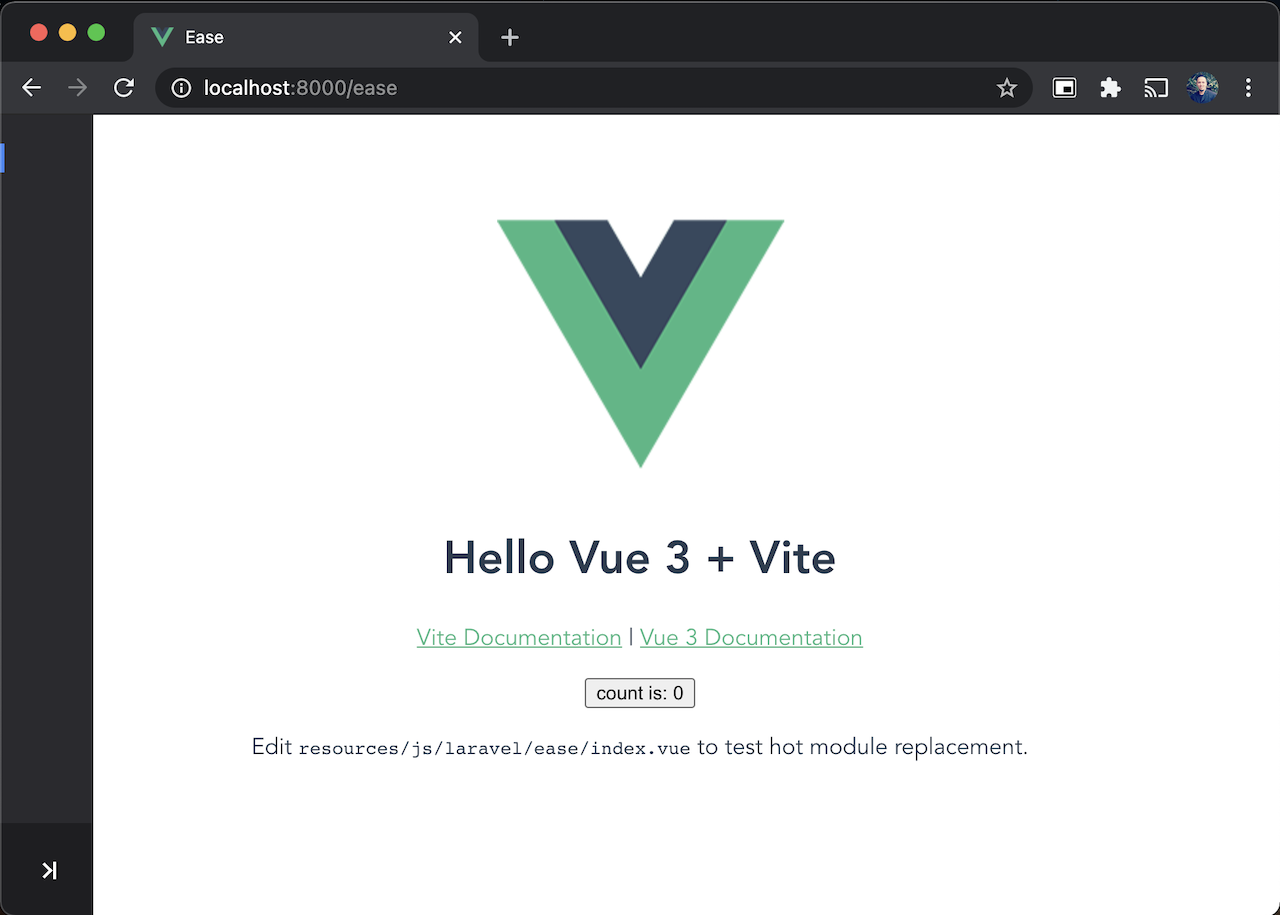 Ease
localhost:8000/ease
Hello Vue 3 + Vite
Vite Documentation | Vue 3 Documentation
count is: 0
Edit resources/js/laravel/ease/index.vue to test hot module replacement.